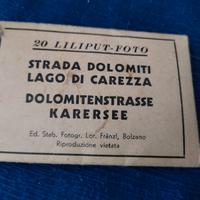 20 LILIPUT-FOTO
STRADA DOLOMITI
LAGO DI CAREZZA
DOLOMITENSTRASSE
KARERSEE
Ed. Stab. Fotogr. Lor. Fränzl, Bolzano
Riproduzione vietata